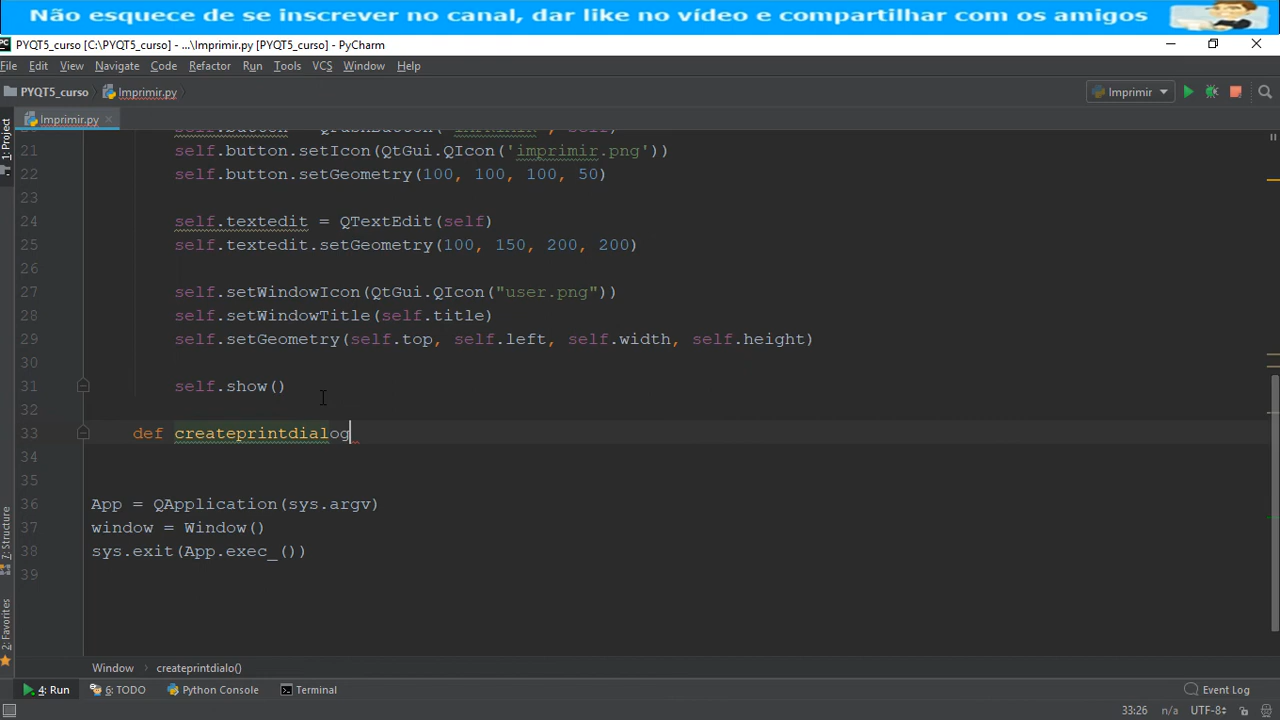 Não esquece de se inscrever no canal, dar like no vídeo e compartilhar com os amigos
PYQT5_curso [C:\PYQT5_curso] - ...\Imprimir.py [PYQT5_curso] - PyCharm
File Edit View Navigate Code Refactor Run Tools VCS Window Help
PYQT5_curso Imprimir.py Imprimir
Imprimir.py
1: Project
21 self.button.setIcon(QtGui.QIcon('imprimir.png'))
22 self.button.setGeometry(100, 100, 100, 50)
23
24 self.textedit = QTextEdit(self)
25 self.textedit.setGeometry(100, 150, 200, 200)
26
27 self.setWindowIcon(QtGui.QIcon("user.png"))
28 self.setWindowTitle(self.title)
29 self.setGeometry(self.top, self.left, self.width, self.height)
30
31 self.show()
32
33 def createprintdialog
34
35
36 App = QApplication(sys.argv)
37 window = Window()
38 sys.exit(App.exec_())
39
7: Structure
2: Favorites
Window createprintdialo()
4: Run 6: TODO Python Console Terminal Event Log
33:26 n/a UTF-8